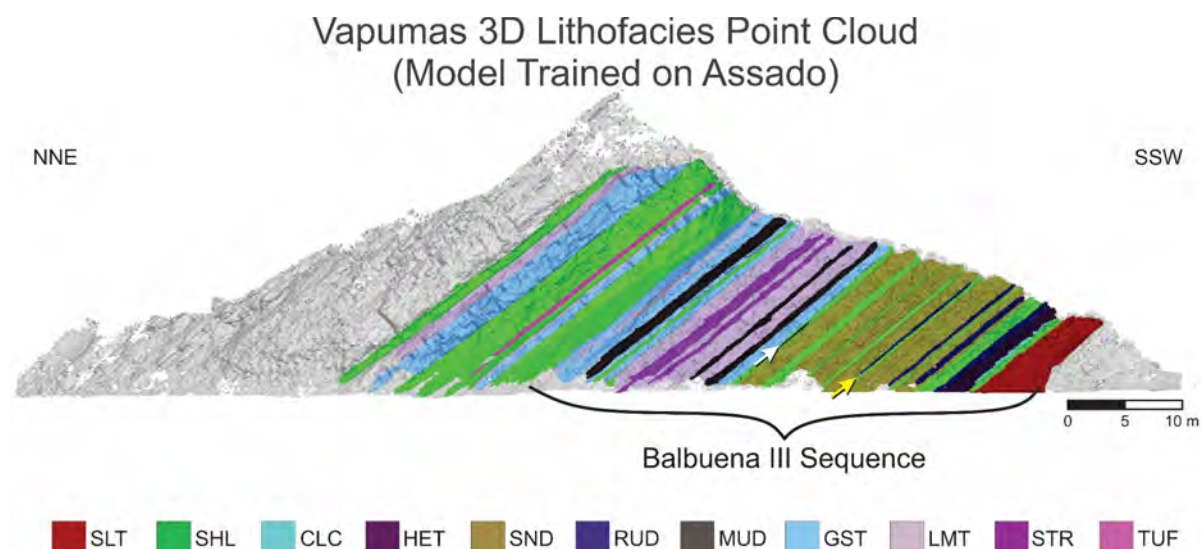 Vapumas 3D Lithofacies Point Cloud
(Model Trained on Assado)
NNE
SSW
0 5 10 m
Balbuena III Sequence
SLT SHL CLC HET SND RUD MUD GST LMT STR TUF